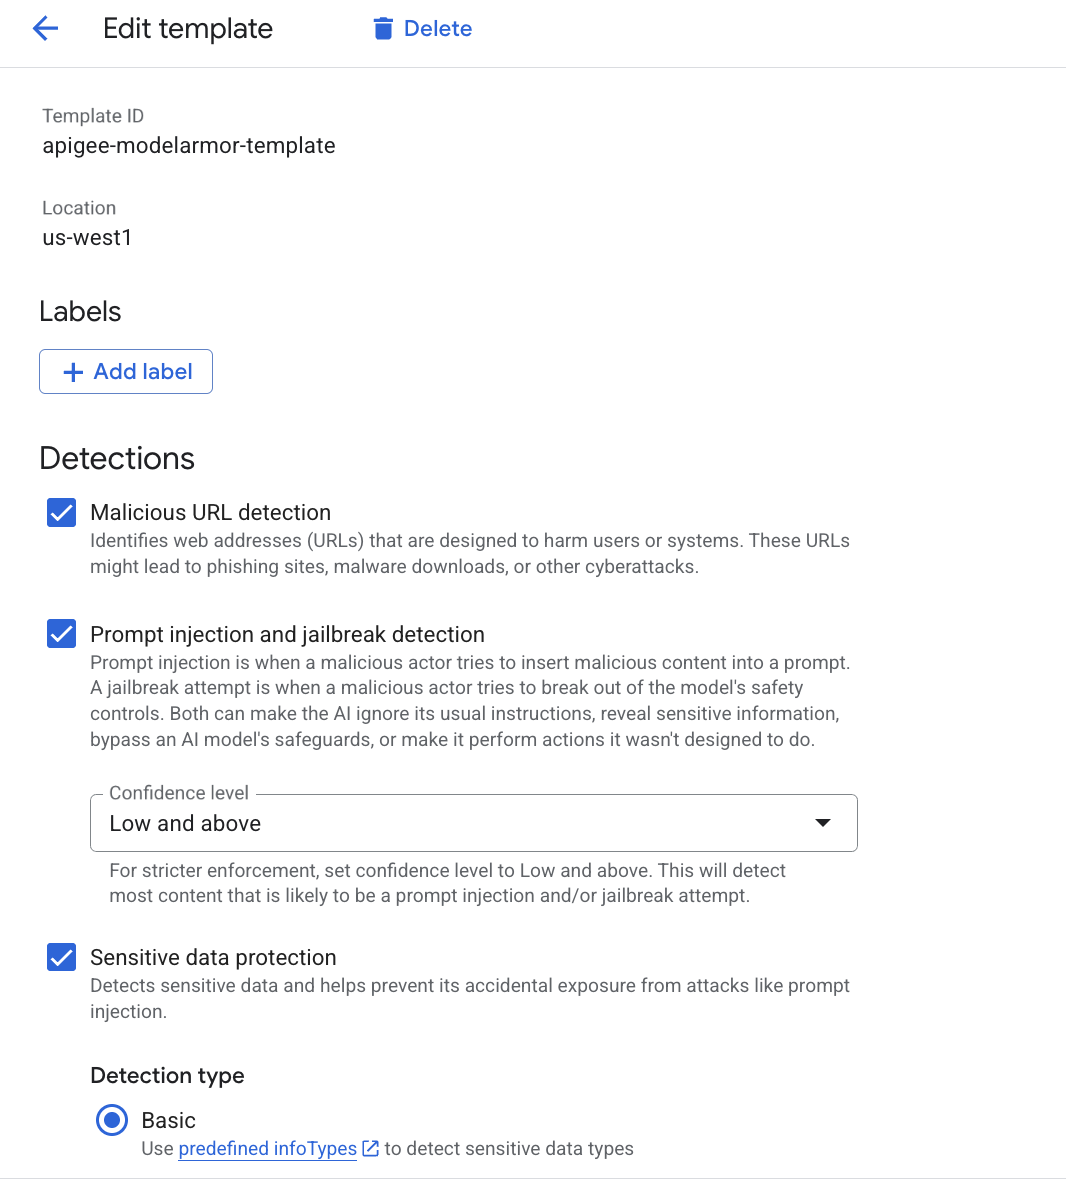 Edit template
Delete
Template ID
apigee-modelarmor-template
Location
us-west1
Labels
Add label
Detections
Malicious URL detection
Identifies web addresses (URLs) that are designed to harm users or systems. These URLs
might lead to phishing sites, malware downloads, or other cyberattacks.
Prompt injection and jailbreak detection
Prompt injection is when a malicious actor tries to insert malicious content into a prompt.
A jailbreak attempt is when a malicious actor tries to break out of the model's safety
controls. Both can make the AI ignore its usual instructions, reveal sensitive information,
bypass an AI model's safeguards, or make it perform actions it wasn't designed to do.
Confidence level
Low and above
For stricter enforcement, set confidence level to Low and above. This will detect
most content that is likely to be a prompt injection and/or jailbreak attempt.
Sensitive data protection
Detects sensitive data and helps prevent its accidental exposure from attacks like prompt
injection.
Detection type
Basic
Use predefined infoTypes to detect sensitive data types